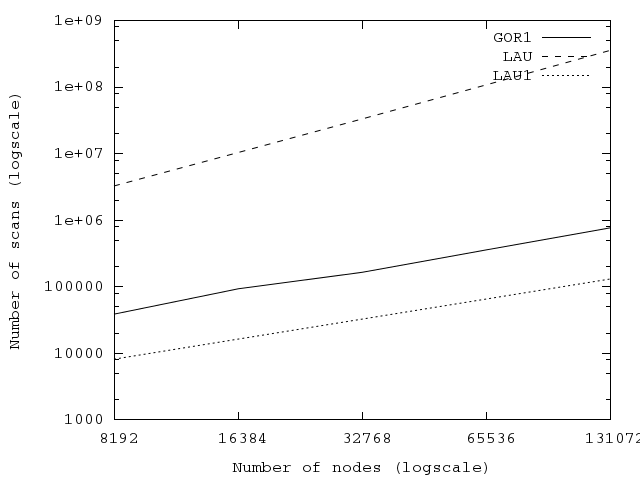 1e+09
1e+08
1e+07
1e+06
100000
10000
1000
Number of scans (logscale)
GOR1
LAU
LAU1
8192 16384 32768 65536 131072
Number of nodes (logscale)